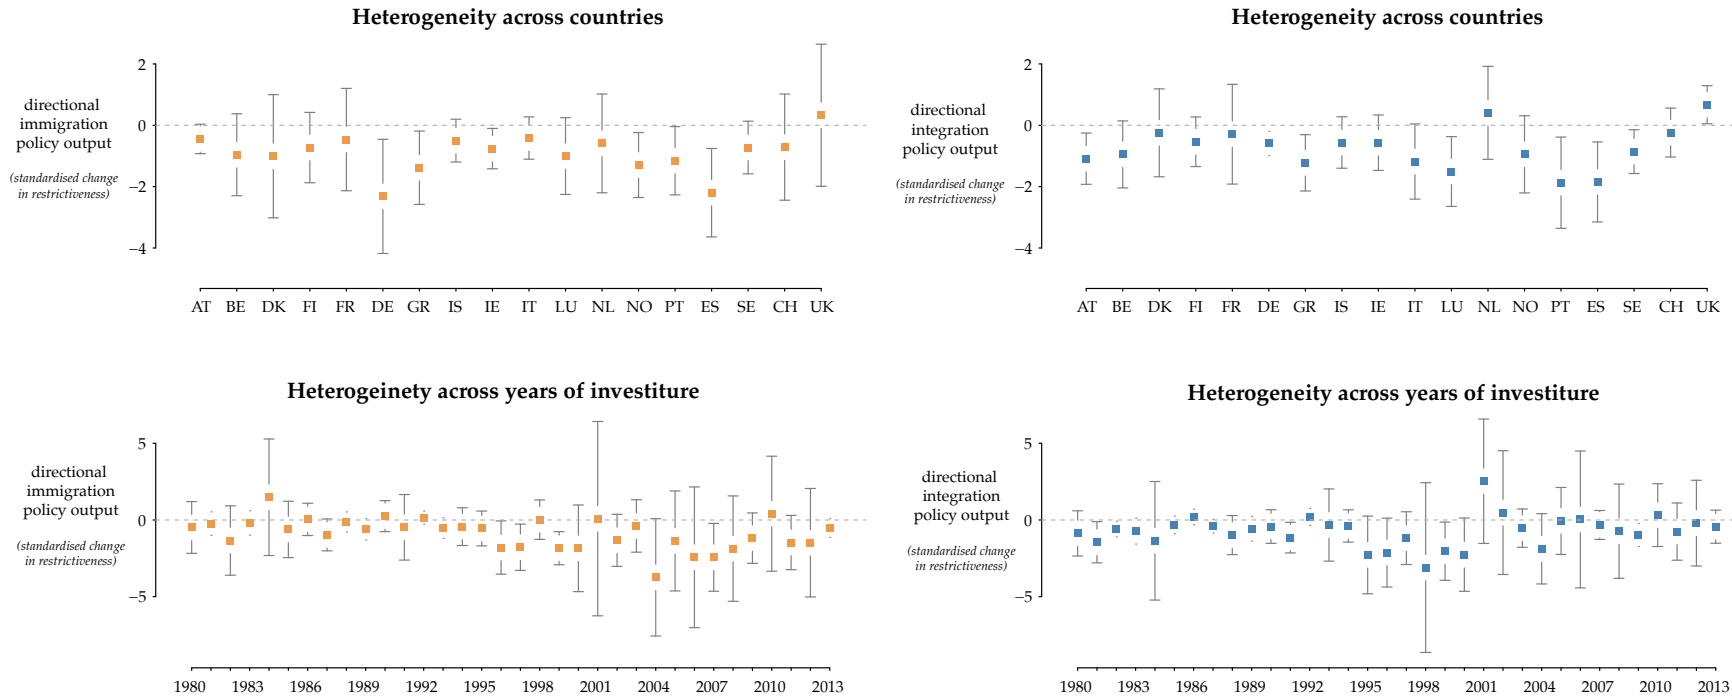 Heterogeneity across countries
2
0
−2
−4
directional
immigration
policy output
(standardised change
in restrictiveness)
AT BE DK FI FR DE GR IS IE IT LU NL NO PT ES SE CH UK
Heterogeneity across countries
2
0
−2
−4
directional
integration
policy output
(standardised change
in restrictiveness)
AT BE DK FI FR DE GR IS IE IT LU NL NO PT ES SE CH UK
Heterogeinety across years of investiture
5
0
−5
directional
immigration
policy output
(standardised change
in restrictiveness)
1980 1983 1986 1989 1992 1995 1998 2001 2004 2007 2010 2013
Heterogeneity across years of investiture
5
0
−5
directional
integration
policy output
(standardised change
in restrictiveness)
1980 1983 1986 1989 1992 1995 1998 2001 2004 2007 2010 2013